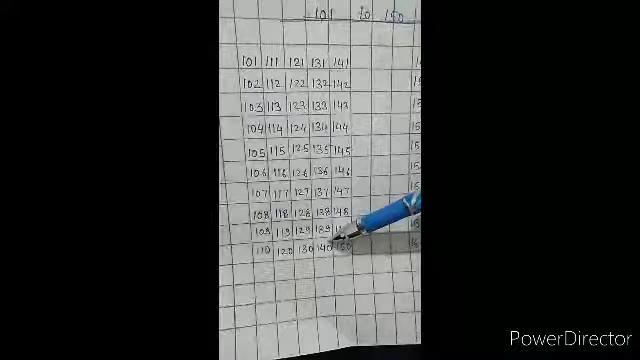 101 to 150
101 111 121 131 141
102 112 122 132 142
103 113 123 133 143
104 114 124 134 144
105 115 125 135 145
106 116 126 136 146
107 117 127 137 147
108 118 128 138 148
109 119 129 139
110 120 130 140 150
PowerDirector